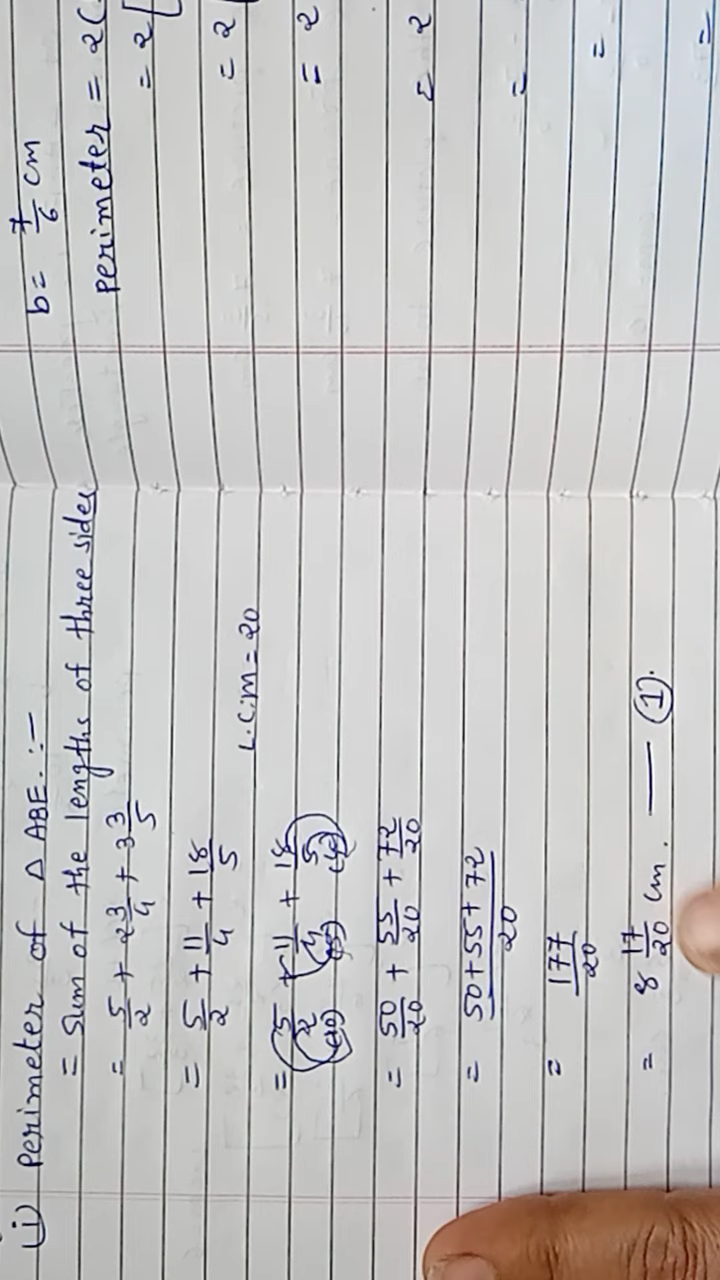 (i) Perimeter of △ ABE. :-
= Sum of the lengths of three sides
= 5/2 + 2 3/4 + 3 3/5
= 5/2 + 11/4 + 18/5
L.C.M = 20
= 5/2 + 11/4 + 18/5
(10) (5) (4)
= 50/20 + 55/20 + 72/20
= 50+55+72/20
= 177/20
= 8 17/20 cm. — (1).
b = 7/6 cm
perimeter = 2(
= 2[
= 2
= 2
= 2
=
=
=